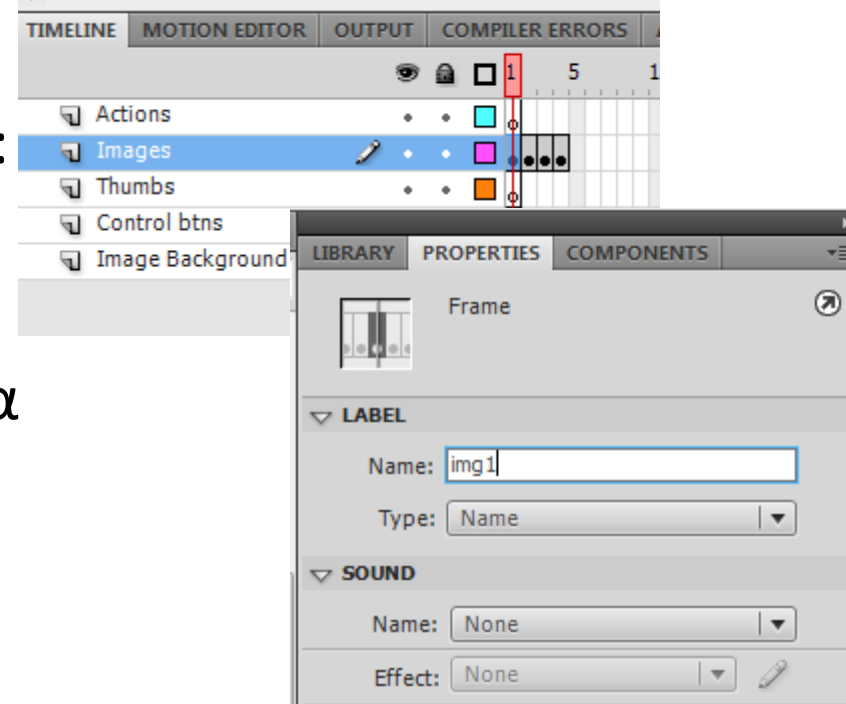 TIMELINE MOTION EDITOR OUTPUT COMPILER ERRORS
1 5 1
Actions
:
Images
Thumbs
Control btns
Image Background
LIBRARY PROPERTIES COMPONENTS
Frame
α
LABEL
Name: img1
Type: Name
SOUND
Name: None
Effect: None